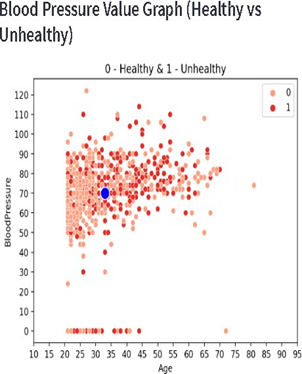 Blood Pressure Value Graph (Healthy vs
Unhealthy)
0 - Healthy & 1 - Unhealthy
0
1
120
110
100
90
80
70
60
50
40
30
20
10
0
BloodPressure
10 15 20 25 30 35 40 45 50 55 60 65 70 75 80 85 90 95
Age